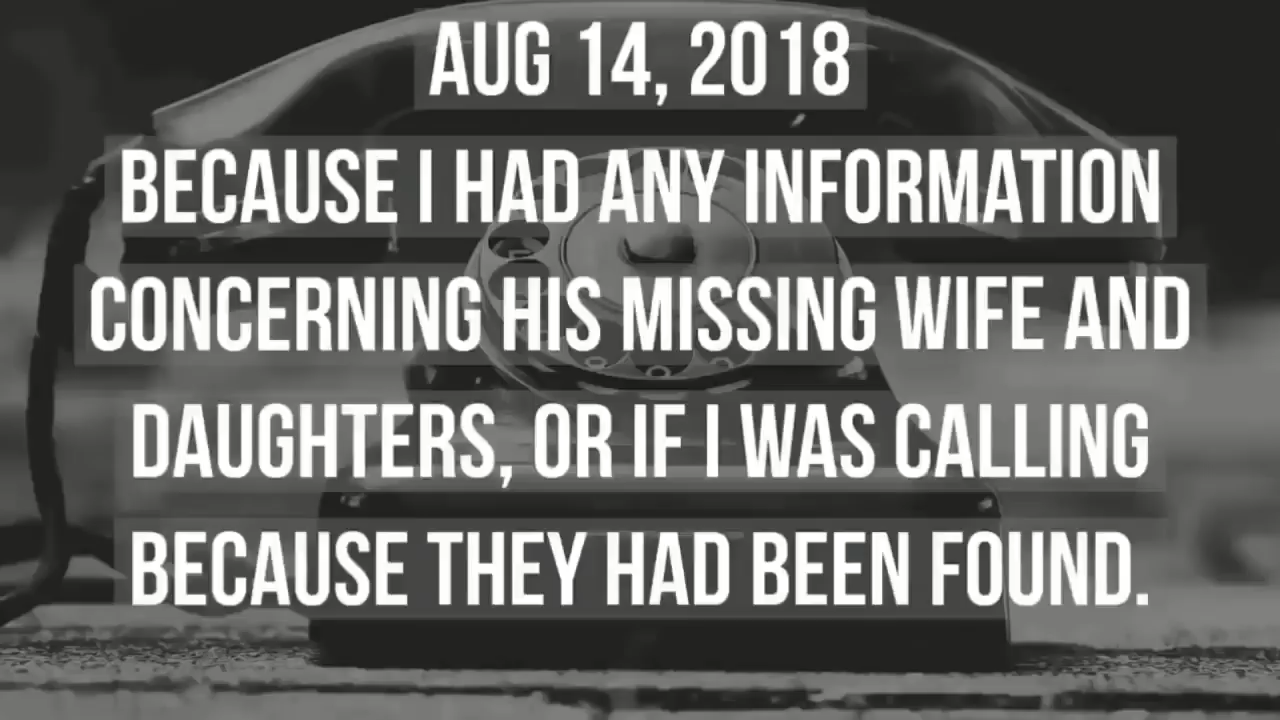 AUG 14, 2018
BECAUSE I HAD ANY INFORMATION
CONCERNING HIS MISSING WIFE AND
DAUGHTERS, OR IF I WAS CALLING
BECAUSE THEY HAD BEEN FOUND.